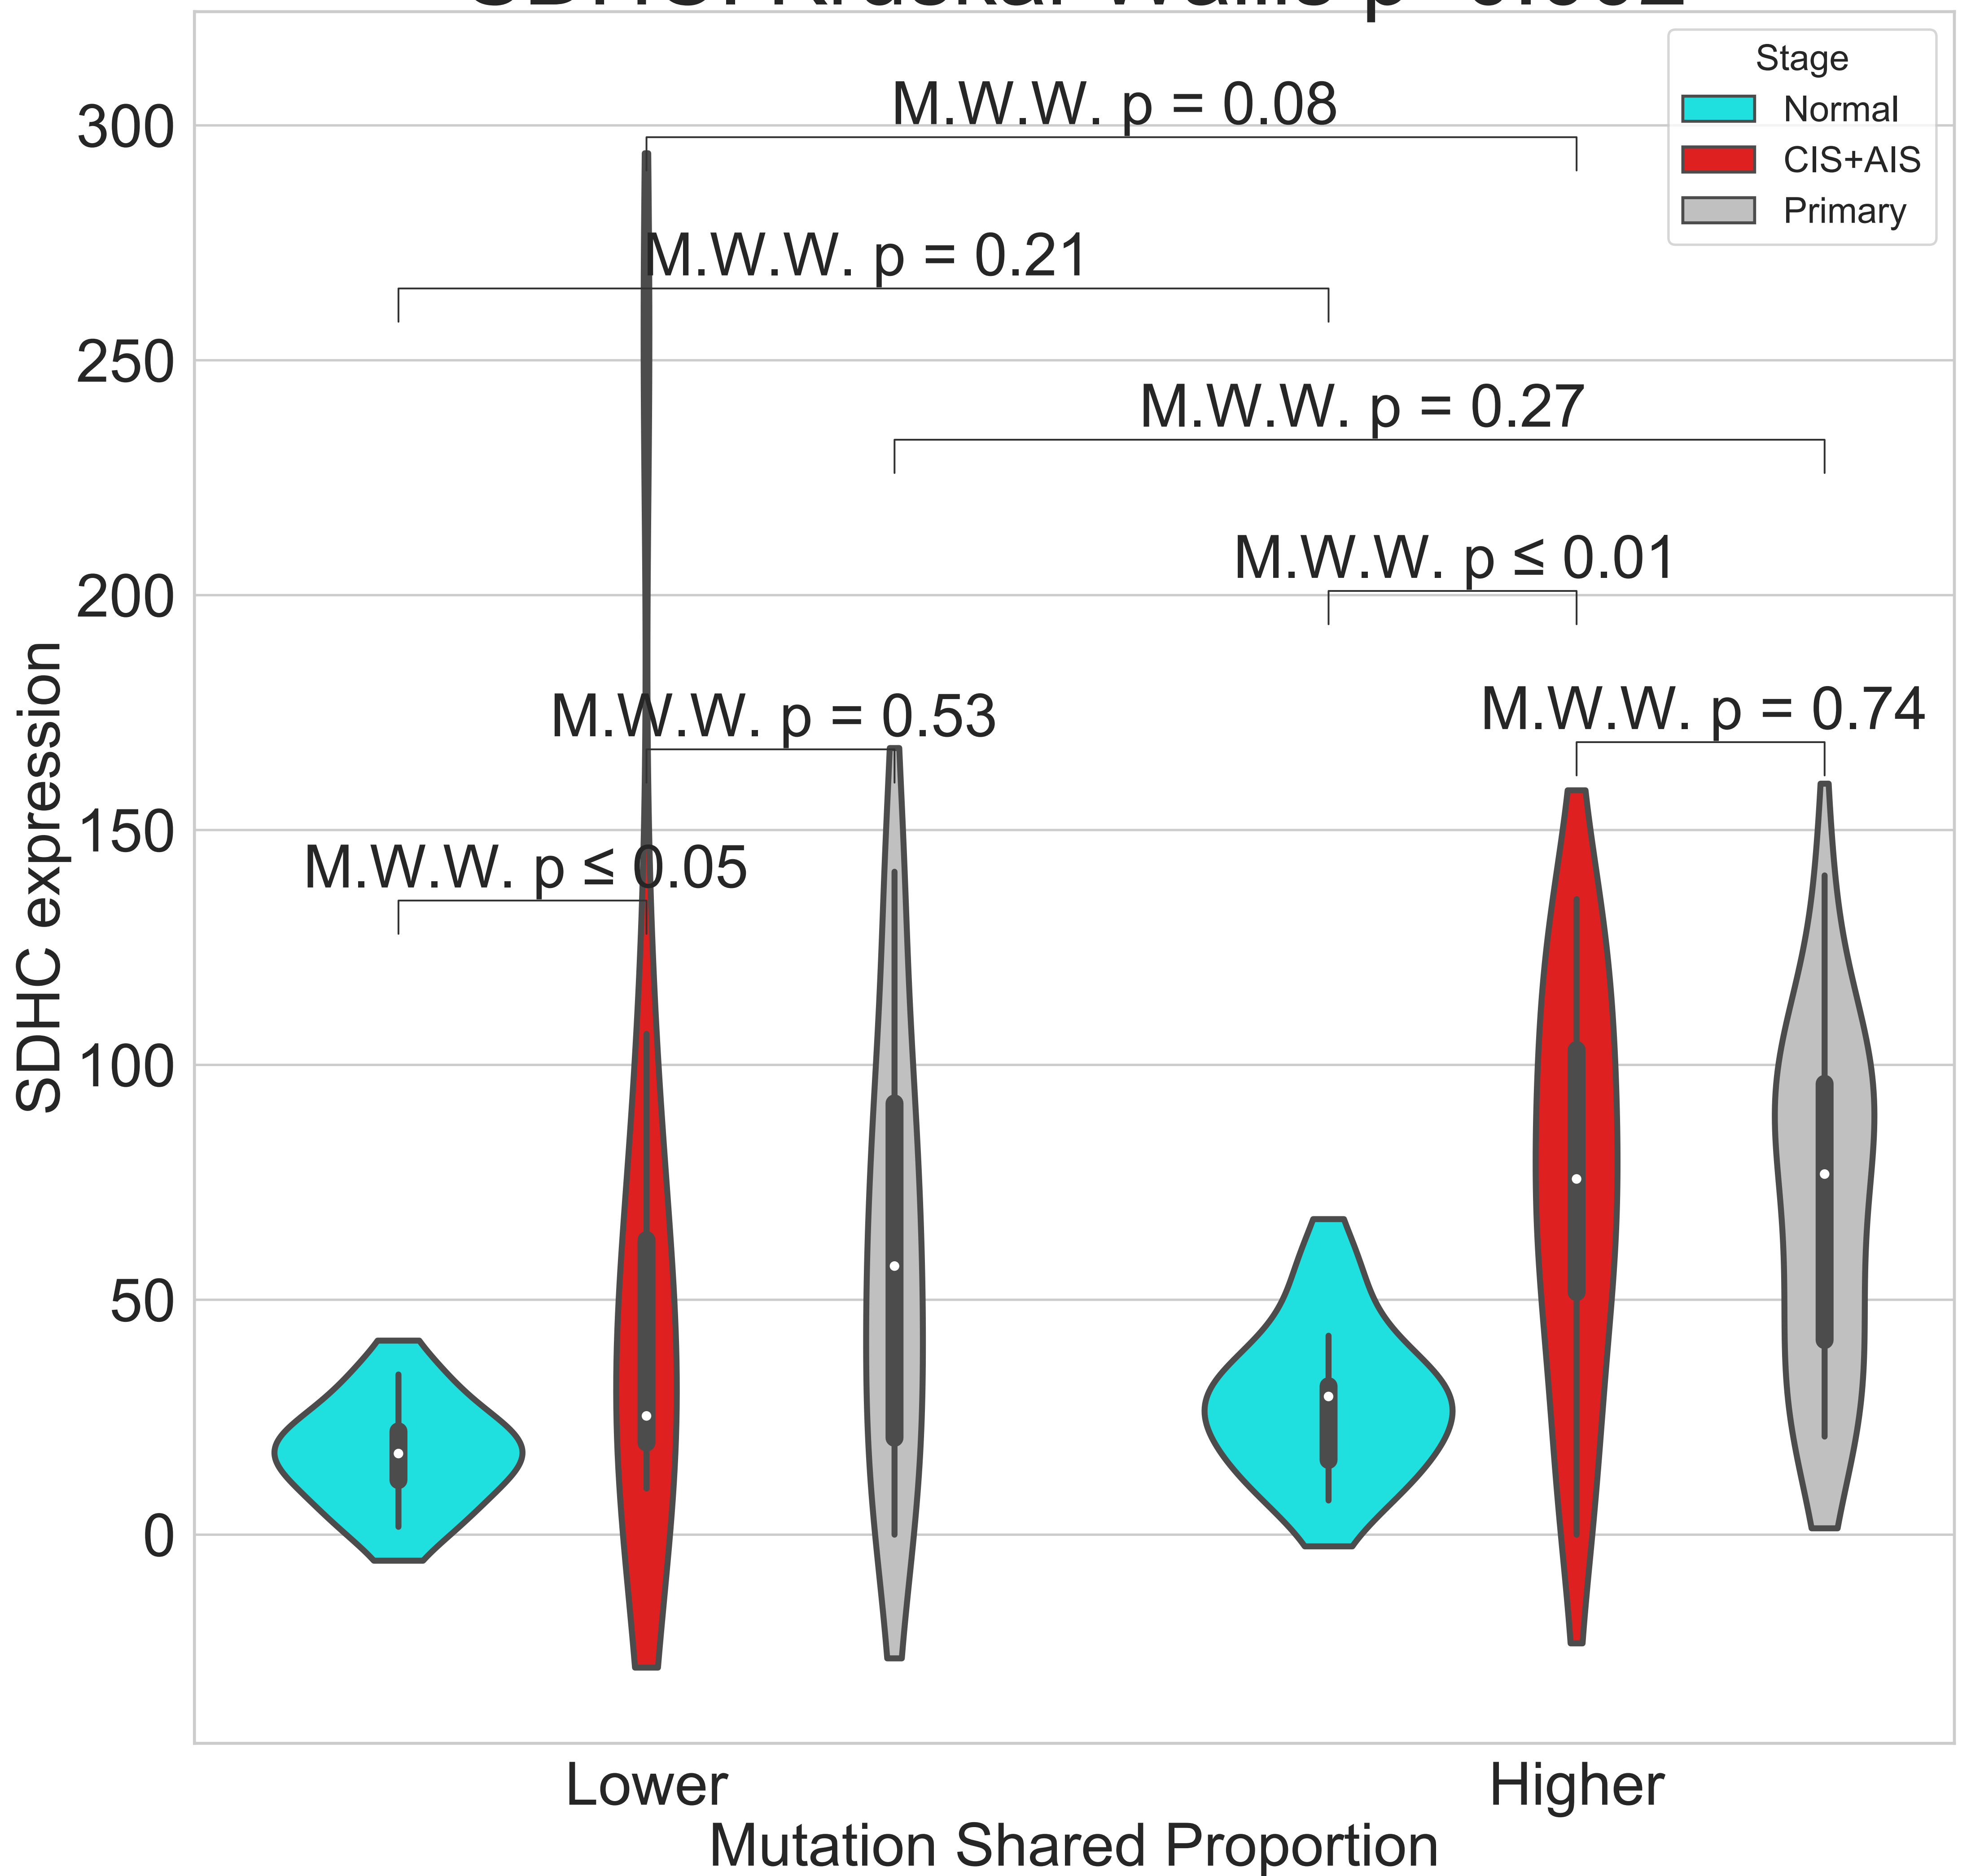 Stage
Normal
CIS+AIS
Primary
M.W.W. p = 0.08
M.W.W. p = 0.21
M.W.W. p = 0.27
M.W.W. p ≤ 0.01
M.W.W. p = 0.53
M.W.W. p = 0.74
M.W.W. p ≤ 0.05
SDHC expression
300
250
200
150
100
50
0
Lower
Higher
Mutation Shared Proportion